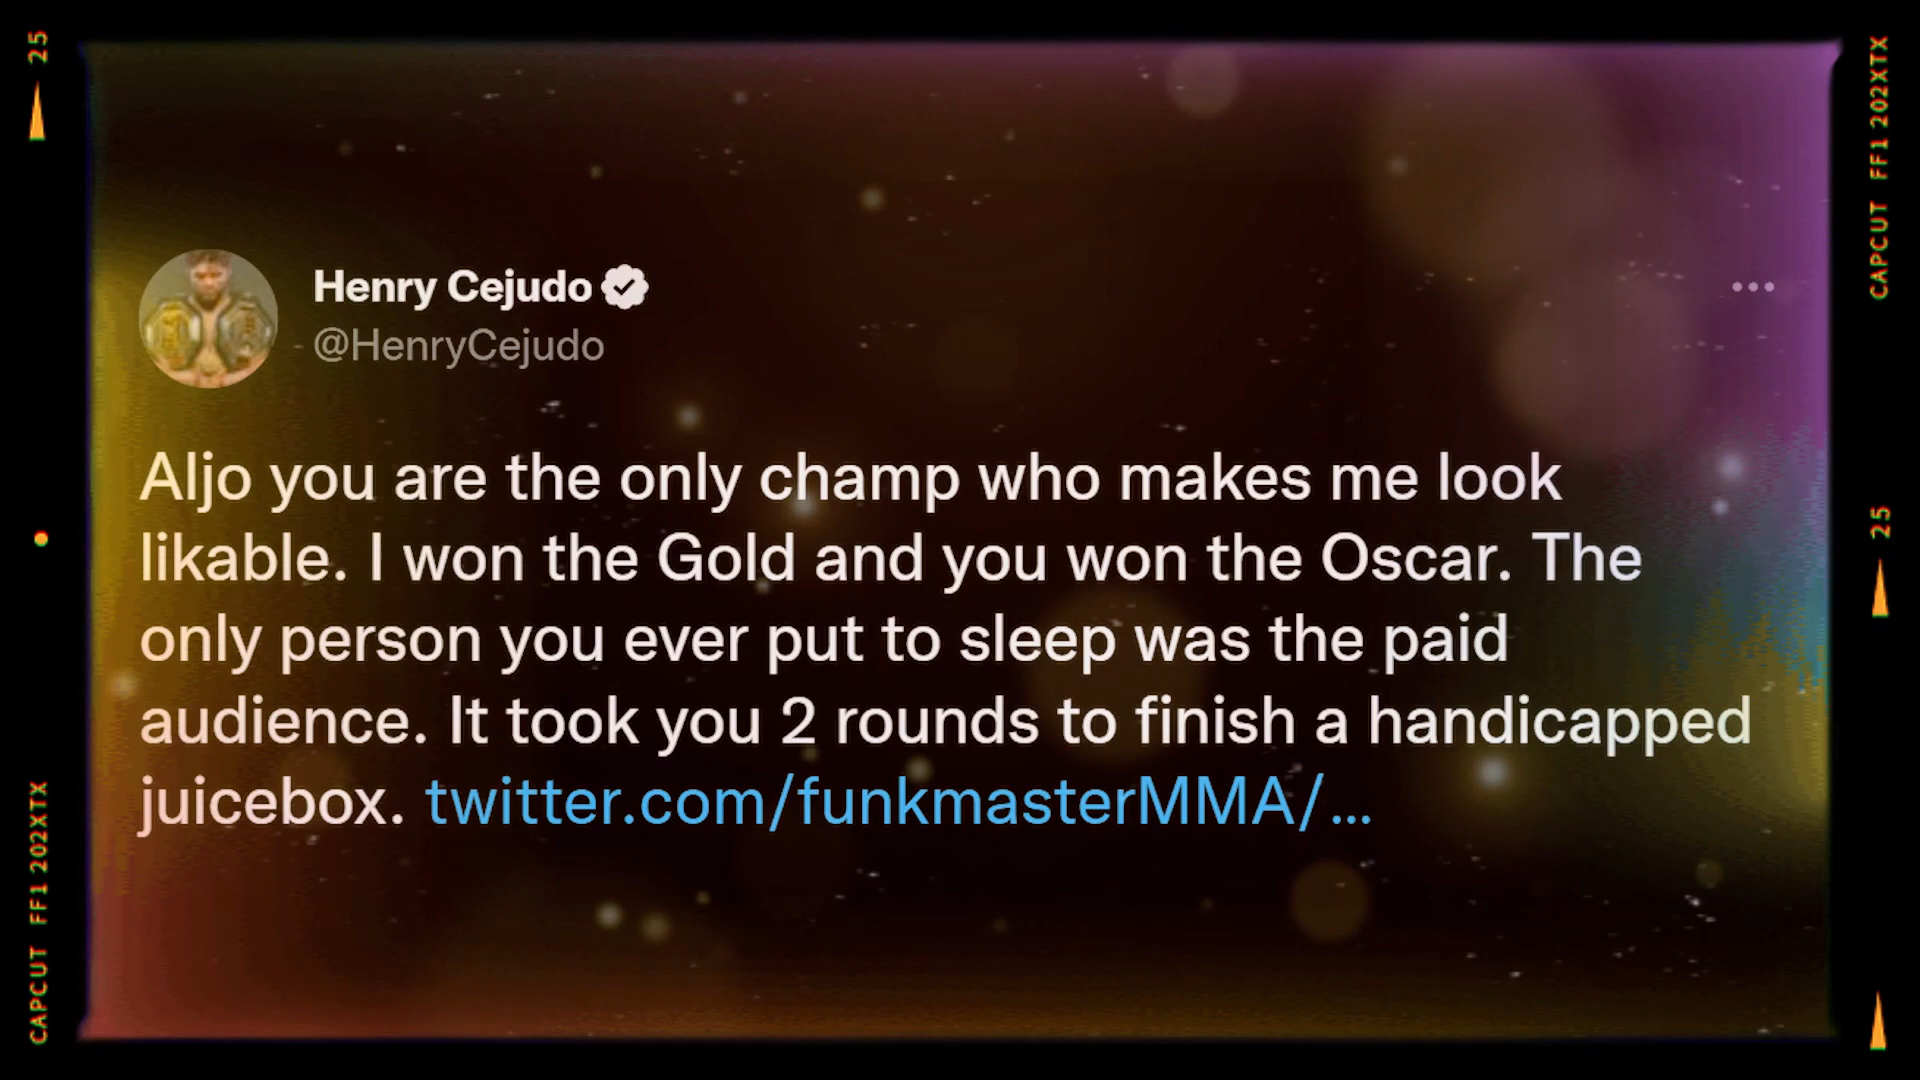 25
CAPCUT FF1 202XTX
Henry Cejudo
@HenryCejudo
Aljo you are the only champ who makes me look
likable. I won the Gold and you won the Oscar. The
only person you ever put to sleep was the paid
audience. It took you 2 rounds to finish a handicapped
juicebox. twitter.com/funkmasterMMA/...
25
CAPCUT FF1 202XTX